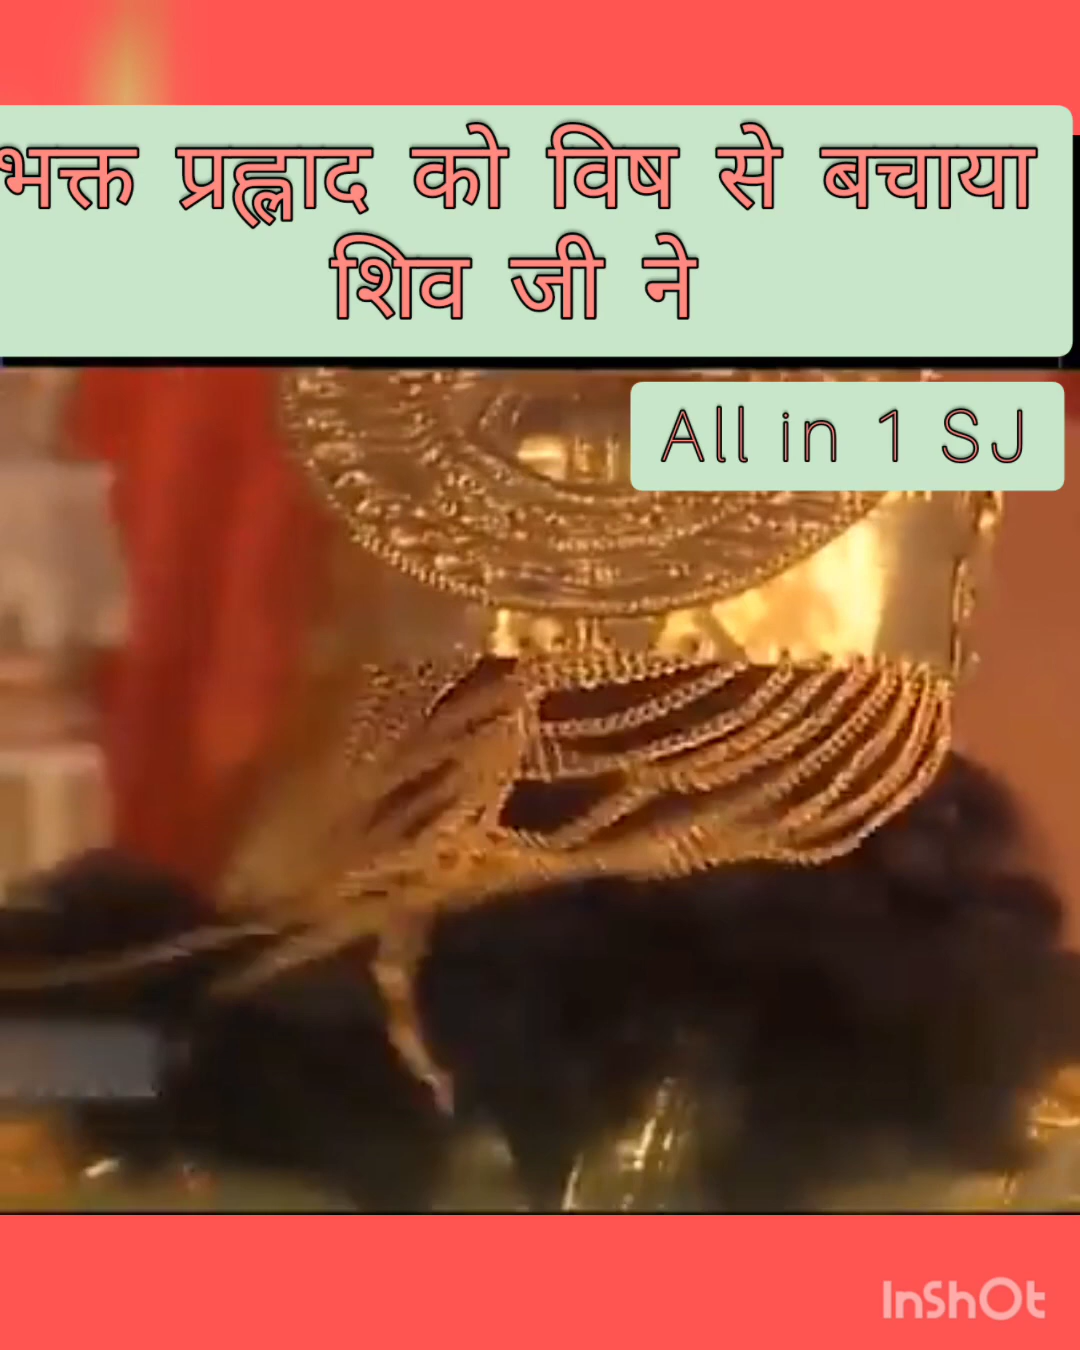 भक्त प्रह्लाद को विष से बचाया
शिव जी ने
All in 1 SJ
InShOt